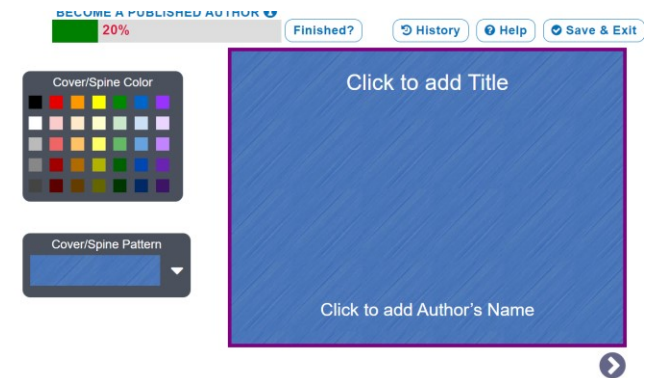 BECOME A PUBLISHED AUTHOR
20%
Finished?
History
Help
Save & Exit
Cover/Spine Color
Click to add Title
Cover/Spine Pattern
Click to add Author's Name